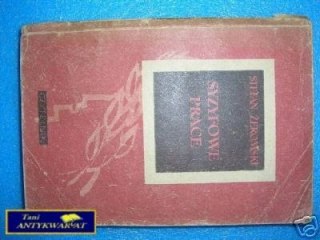 STEFAN ŻEROMSKI
SYZYFOWE
PRACE
Tani
ANTYKWARIAT